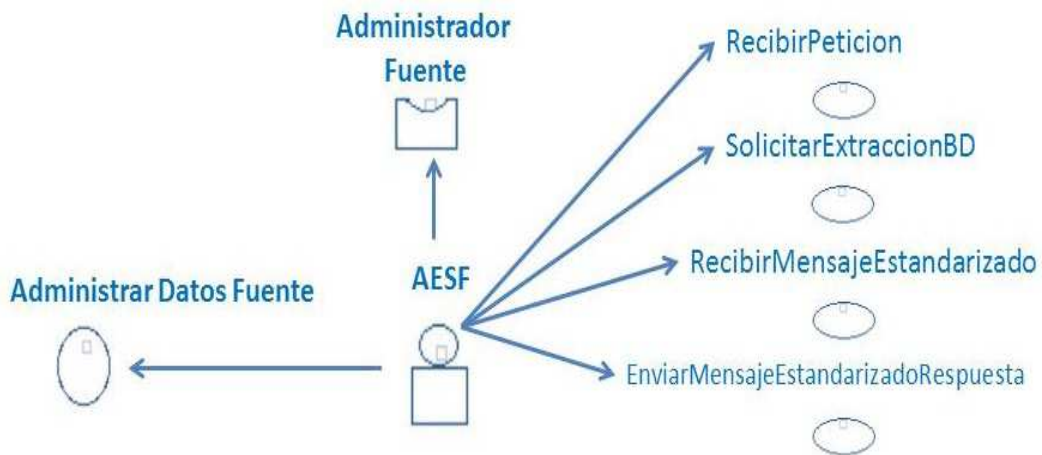 Administrador
Fuente
RecibirPeticion
SolicitarExtraccionBD
RecibirMensajeEstandarizado
Administrar Datos Fuente
AESF
EnviarMensajeEstandarizadoRespuesta